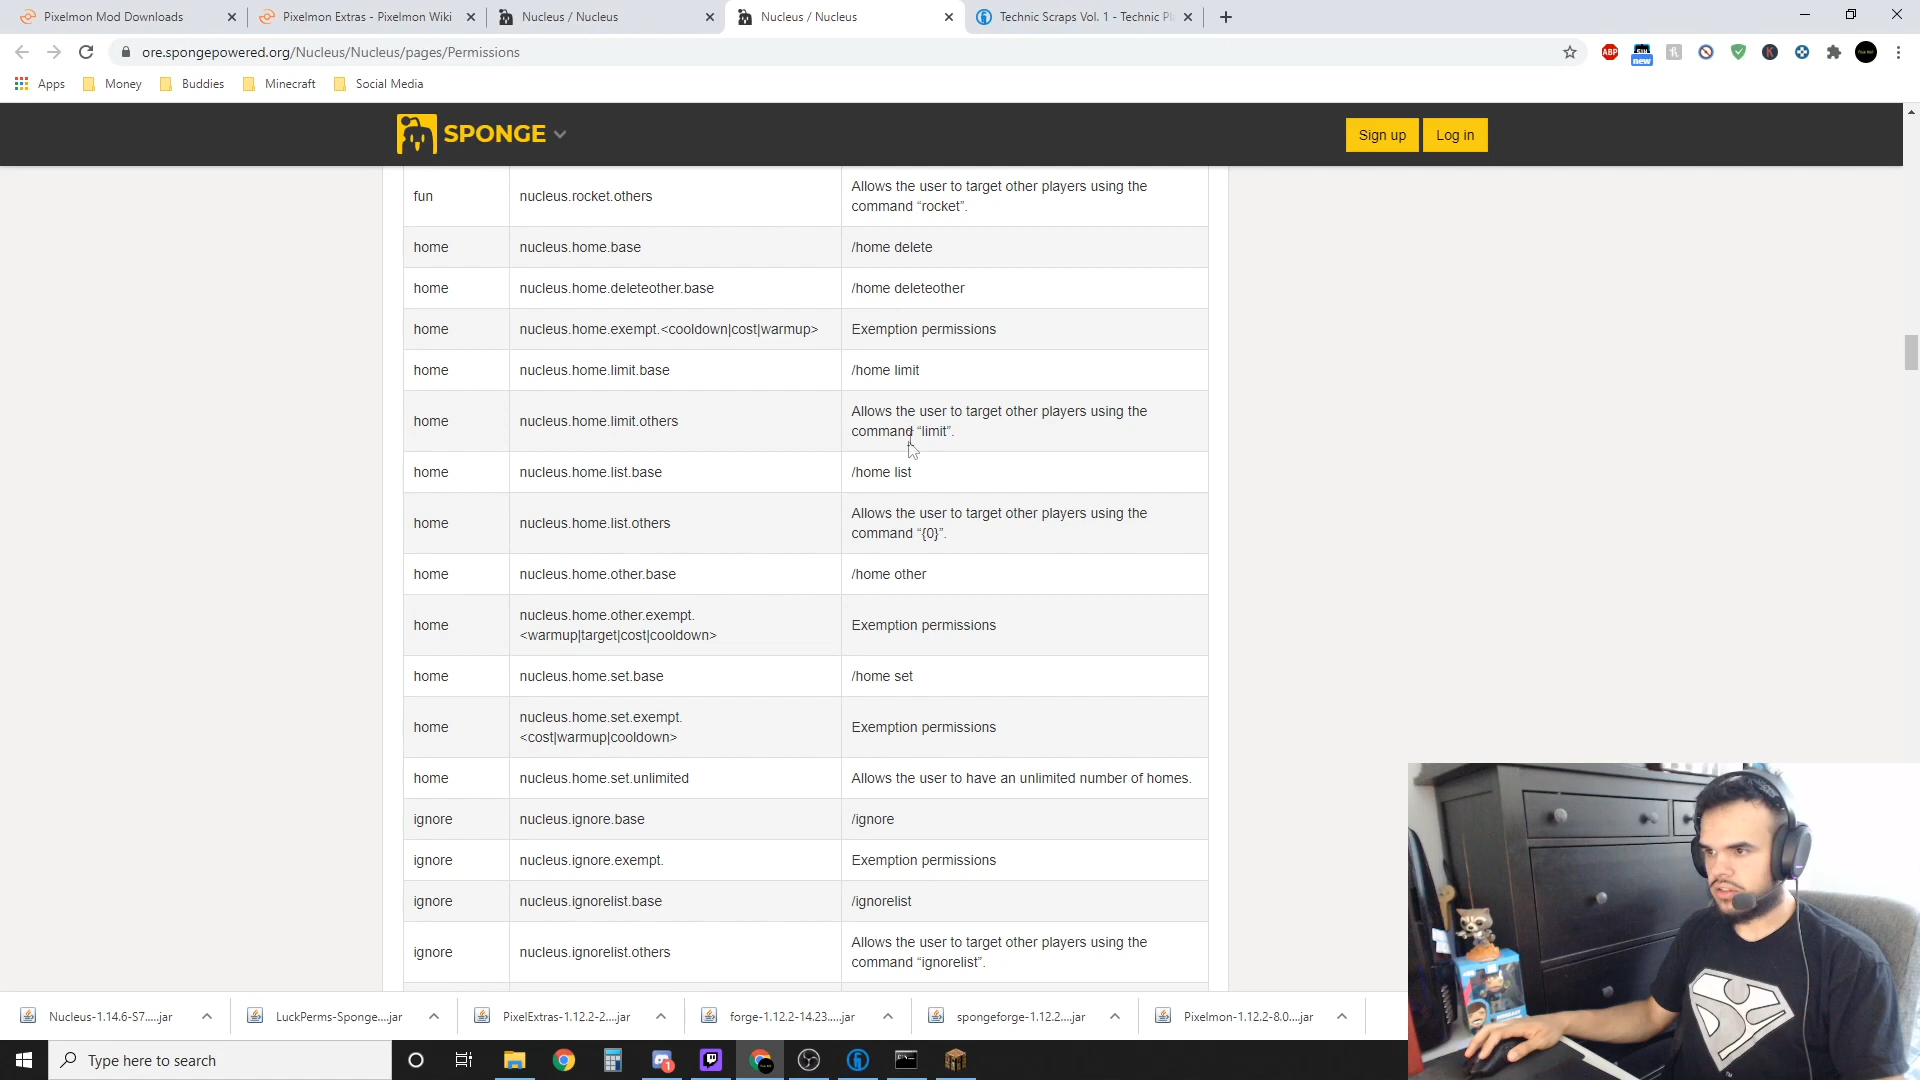 Pixelmon Mod Downloads
Pixelmon Extras - Pixelmon Wiki
Nucleus / Nucleus
Nucleus / Nucleus
Technic Scraps Vol. 1 - Technic Pl
ore.spongepowered.org/Nucleus/Nucleus/pages/Permissions
ABP
new
Apps
Money
Buddies
Minecraft
Social Media
SPONGE
Sign up
Log in
fun nucleus.rocket.others Allows the user to target other players using the
command “rocket”.
home nucleus.home.base /home delete
home nucleus.home.deleteother.base /home deleteother
home nucleus.home.exempt.<cooldown|cost|warmup> Exemption permissions
home nucleus.home.limit.base /home limit
home nucleus.home.limit.others Allows the user to target other players using the
command “limit”.
home nucleus.home.list.base /home list
home nucleus.home.list.others Allows the user to target other players using the
command “{0}”.
home nucleus.home.other.base /home other
home nucleus.home.other.exempt.
<warmup|target|cost|cooldown> Exemption permissions
home nucleus.home.set.base /home set
home nucleus.home.set.exempt.
<cost|warmup|cooldown> Exemption permissions
home nucleus.home.set.unlimited Allows the user to have an unlimited number of homes.
ignore nucleus.ignore.base /ignore
ignore nucleus.ignore.exempt. Exemption permissions
ignore nucleus.ignorelist.base /ignorelist
ignore nucleus.ignorelist.others Allows the user to target other players using the
command “ignorelist”.
Nucleus-1.14.6-S7.....jar
LuckPerms-Sponge....jar
PixelExtras-1.12.2-2....jar
forge-1.12.2-14.23.....jar
spongeforge-1.12.2....jar
Pixelmon-1.12.2-8.0....jar
Type here to search
1